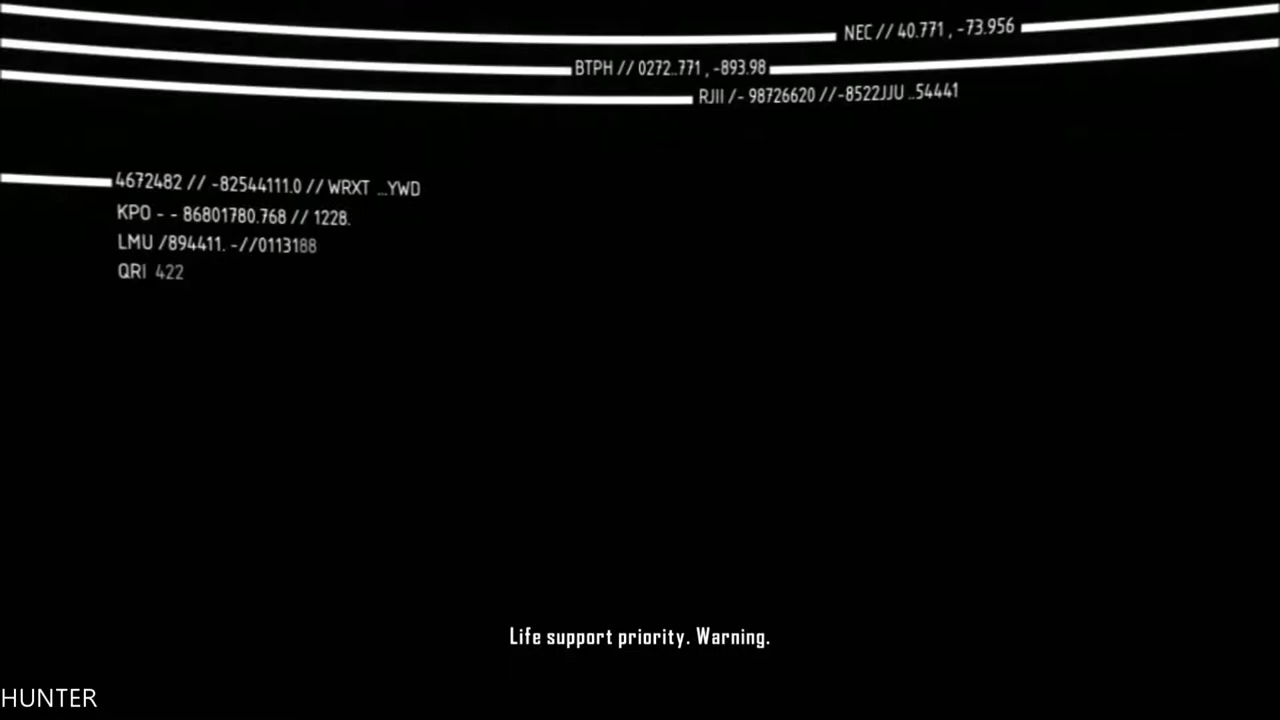 NEC // 40.771 , -73.956
BTPH // 0272..771 , -893.98
RJII /- 98726620 //-8522JJU ..54441
4672482 // -82544111.0 // WRXT ...YWD
KPO - - 86801780.768 // 1228.
LMU /894411. -//0113188
QRI 422
Life support priority. Warning.
HUNTER